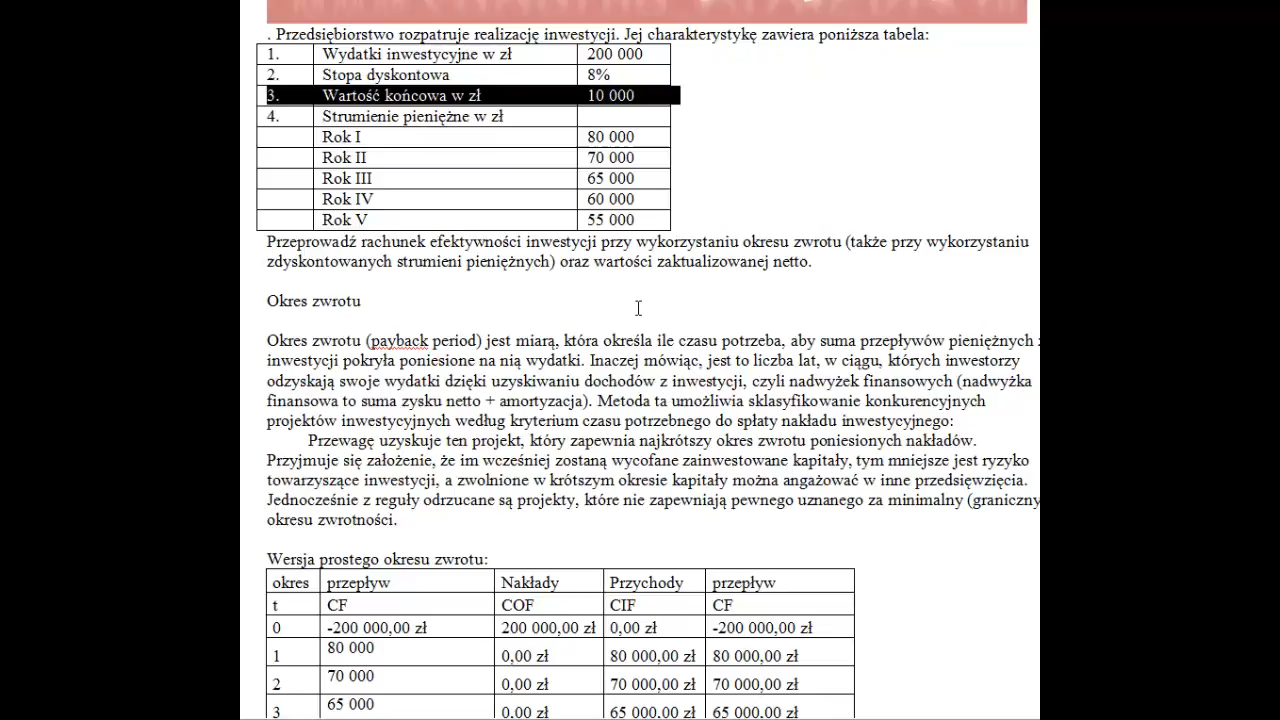 . Przedsiębiorstwo rozpatruje realizację inwestycji. Jej charakterystykę zawiera poniższa tabela:
1. Wydatki inwestycyjne w zł 200 000
2. Stopa dyskontowa 8%
3. Wartość końcowa w zł 10 000
4. Strumienie pieniężne w zł
Rok I 80 000
Rok II 70 000
Rok III 65 000
Rok IV 60 000
Rok V 55 000
Przeprowadź rachunek efektywności inwestycji przy wykorzystaniu okresu zwrotu (także przy wykorzystaniu
zdyskontowanych strumieni pieniężnych) oraz wartości zaktualizowanej netto.
Okres zwrotu
Okres zwrotu (payback period) jest miarą, która określa ile czasu potrzeba, aby suma przepływów pieniężnych
inwestycji pokryła poniesione na nią wydatki. Inaczej mówiąc, jest to liczba lat, w ciągu, których inwestorzy
odzyskają swoje wydatki dzięki uzyskiwaniu dochodów z inwestycji, czyli nadwyżek finansowych (nadwyżka
finansowa to suma zysku netto + amortyzacja). Metoda ta umożliwia sklasyfikowanie konkurencyjnych
projektów inwestycyjnych według kryterium czasu potrzebnego do spłaty nakładu inwestycyjnego:
Przewagę uzyskuje ten projekt, który zapewnia najkrótszy okres zwrotu poniesionych nakładów.
Przyjmuje się założenie, że im wcześniej zostaną wycofane zainwestowane kapitały, tym mniejsze jest ryzyko
towarzyszące inwestycji, a zwolnione w krótszym okresie kapitały można angażować w inne przedsięwzięcia.
Jednocześnie z reguły odrzucane są projekty, które nie zapewniają pewnego uznanego za minimalny (graniczny
okresu zwrotności.
Wersja prostego okresu zwrotu:
okres przepływ Nakłady Przychody przepływ
t CF COF CIF CF
0 -200 000,00 zł 200 000,00 zł 0,00 zł -200 000,00 zł
1 80 000 0,00 zł 80 000,00 zł 80 000,00 zł
2 70 000 0,00 zł 70 000,00 zł 70 000,00 zł
3 65 000 0,00 zł 65 000,00 zł 65 000,00 zł